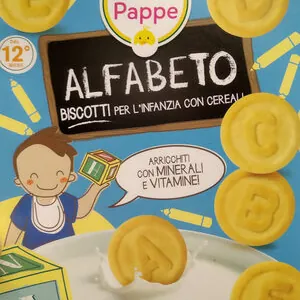 Pappe
12°
ALFABETO
BISCOTTI PER L'INFANZIA CON CEREALI
ARRICCHITI
CON MINERALI
E VITAMINE!
C
B
A
S
N